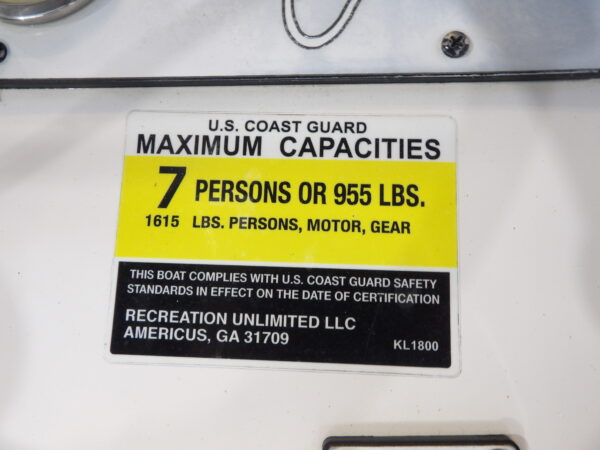 U.S. COAST GUARD
MAXIMUM CAPACITIES
7 PERSONS OR 955 LBS.
1615 LBS. PERSONS, MOTOR, GEAR
THIS BOAT COMPLIES WITH U.S. COAST GUARD SAFETY
STANDARDS IN EFFECT ON THE DATE OF CERTIFICATION
RECREATION UNLIMITED LLC
AMERICUS, GA 31709 KL1800